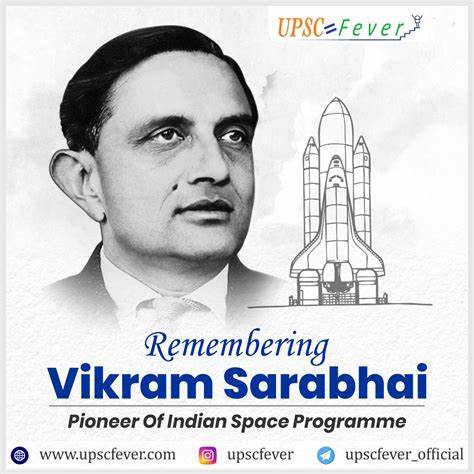 UPSC=Fever
Remembering
Vikram Sarabhai
Pioneer Of Indian Space Programme
www.upscfever.com upscfever upscfever_official